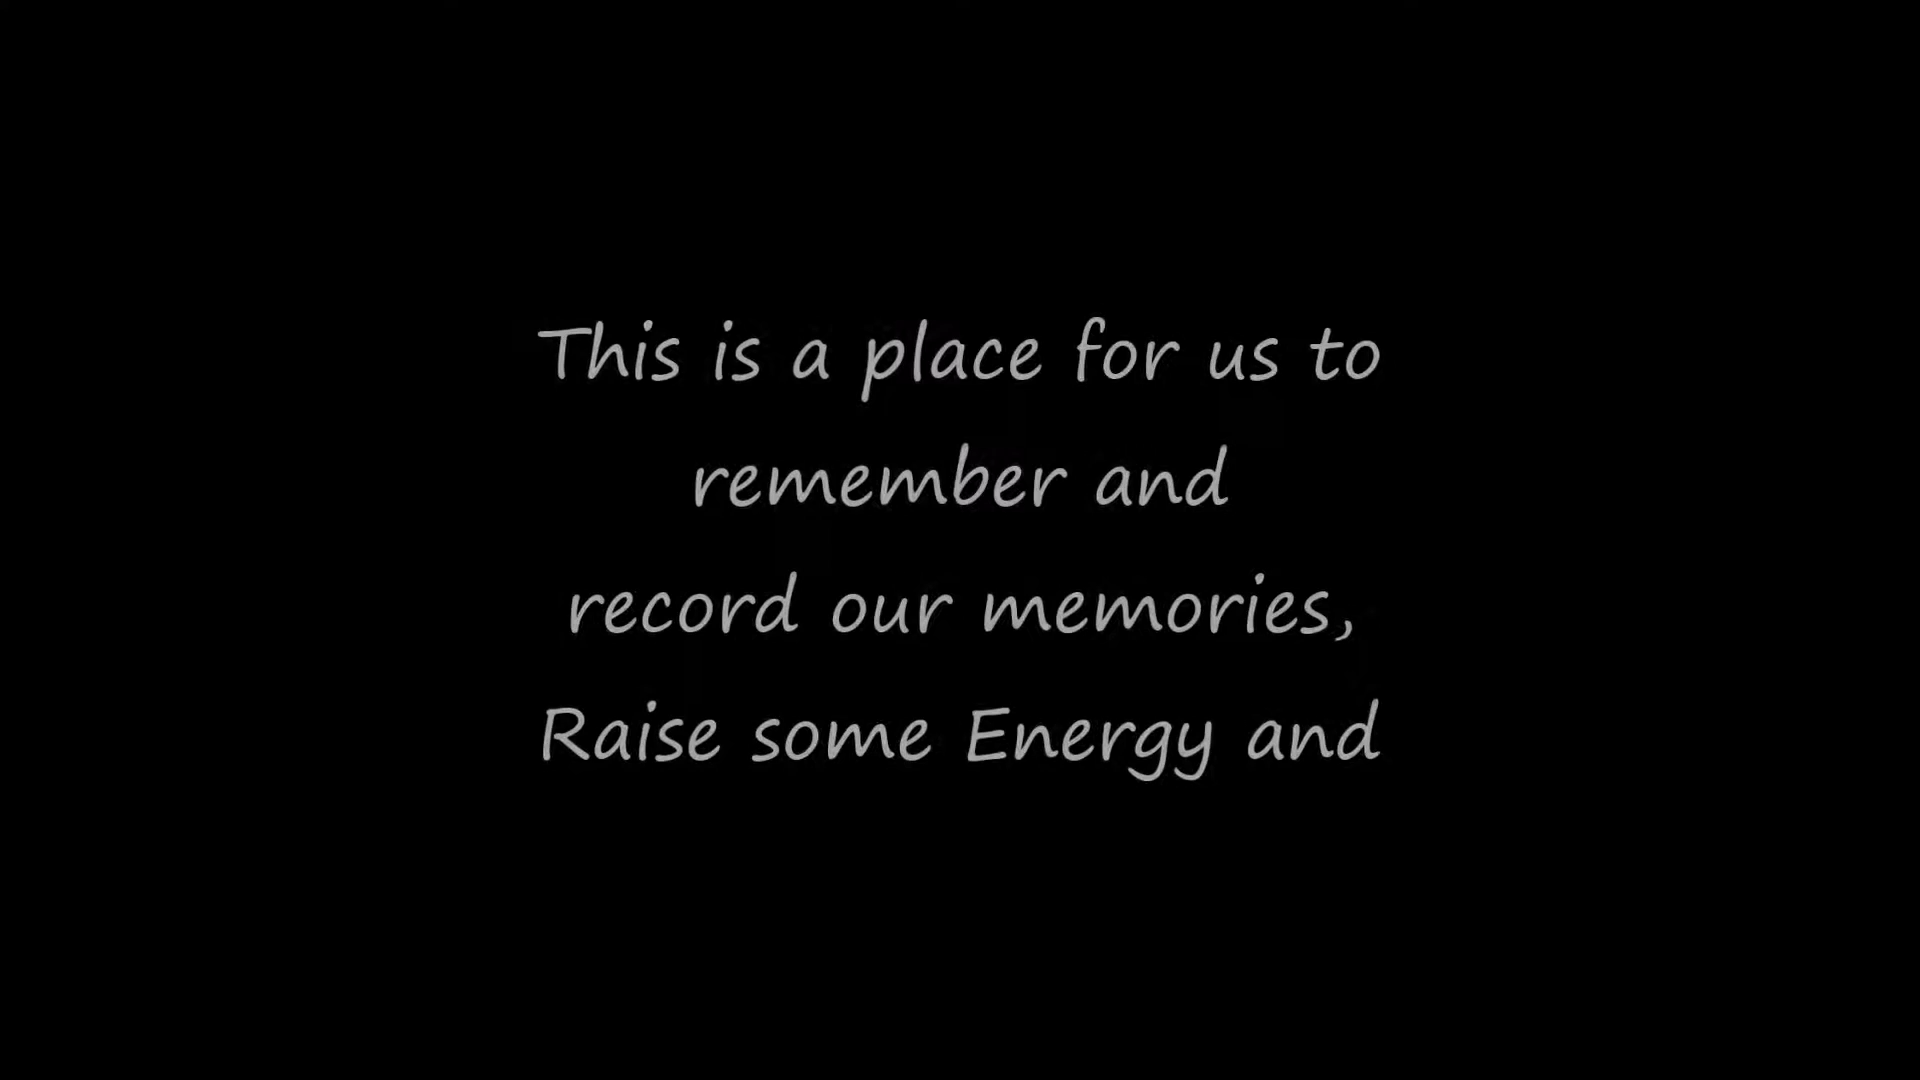 This is a place for us to
remember and
record our memories,
Raise some Energy and